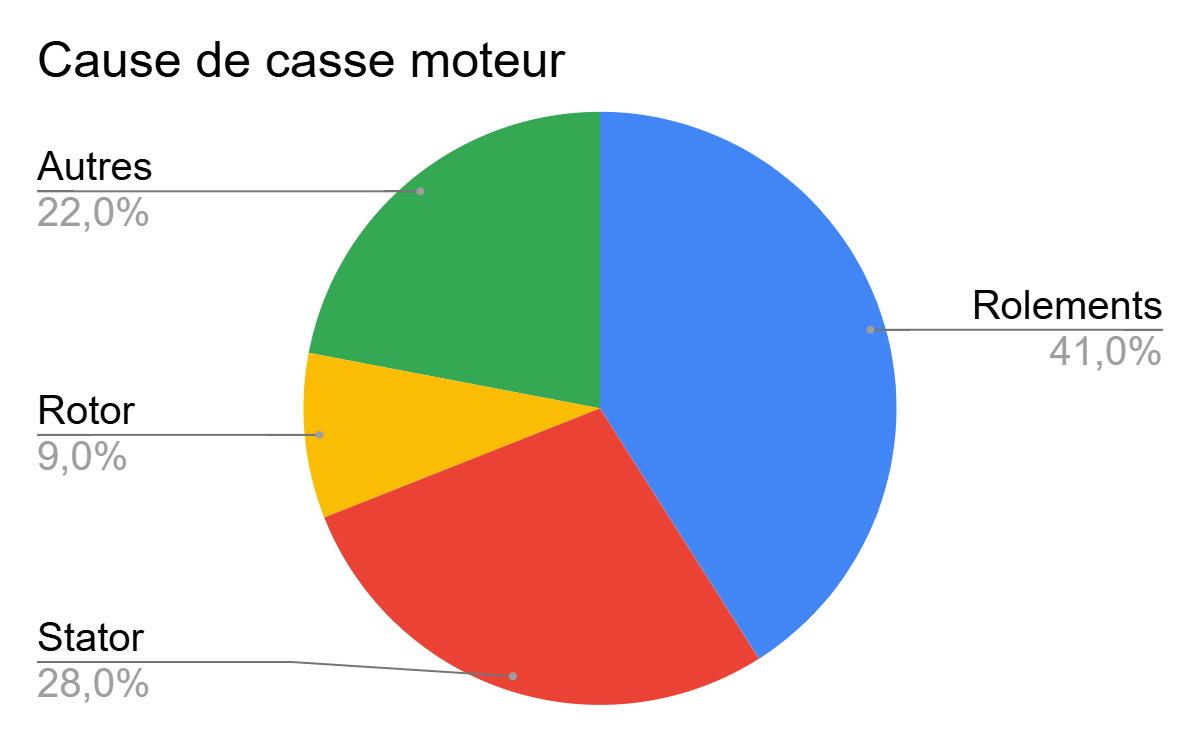 Cause de casse moteur
Autres
22,0%
Rolements
41,0%
Rotor
9,0%
Stator
28,0%